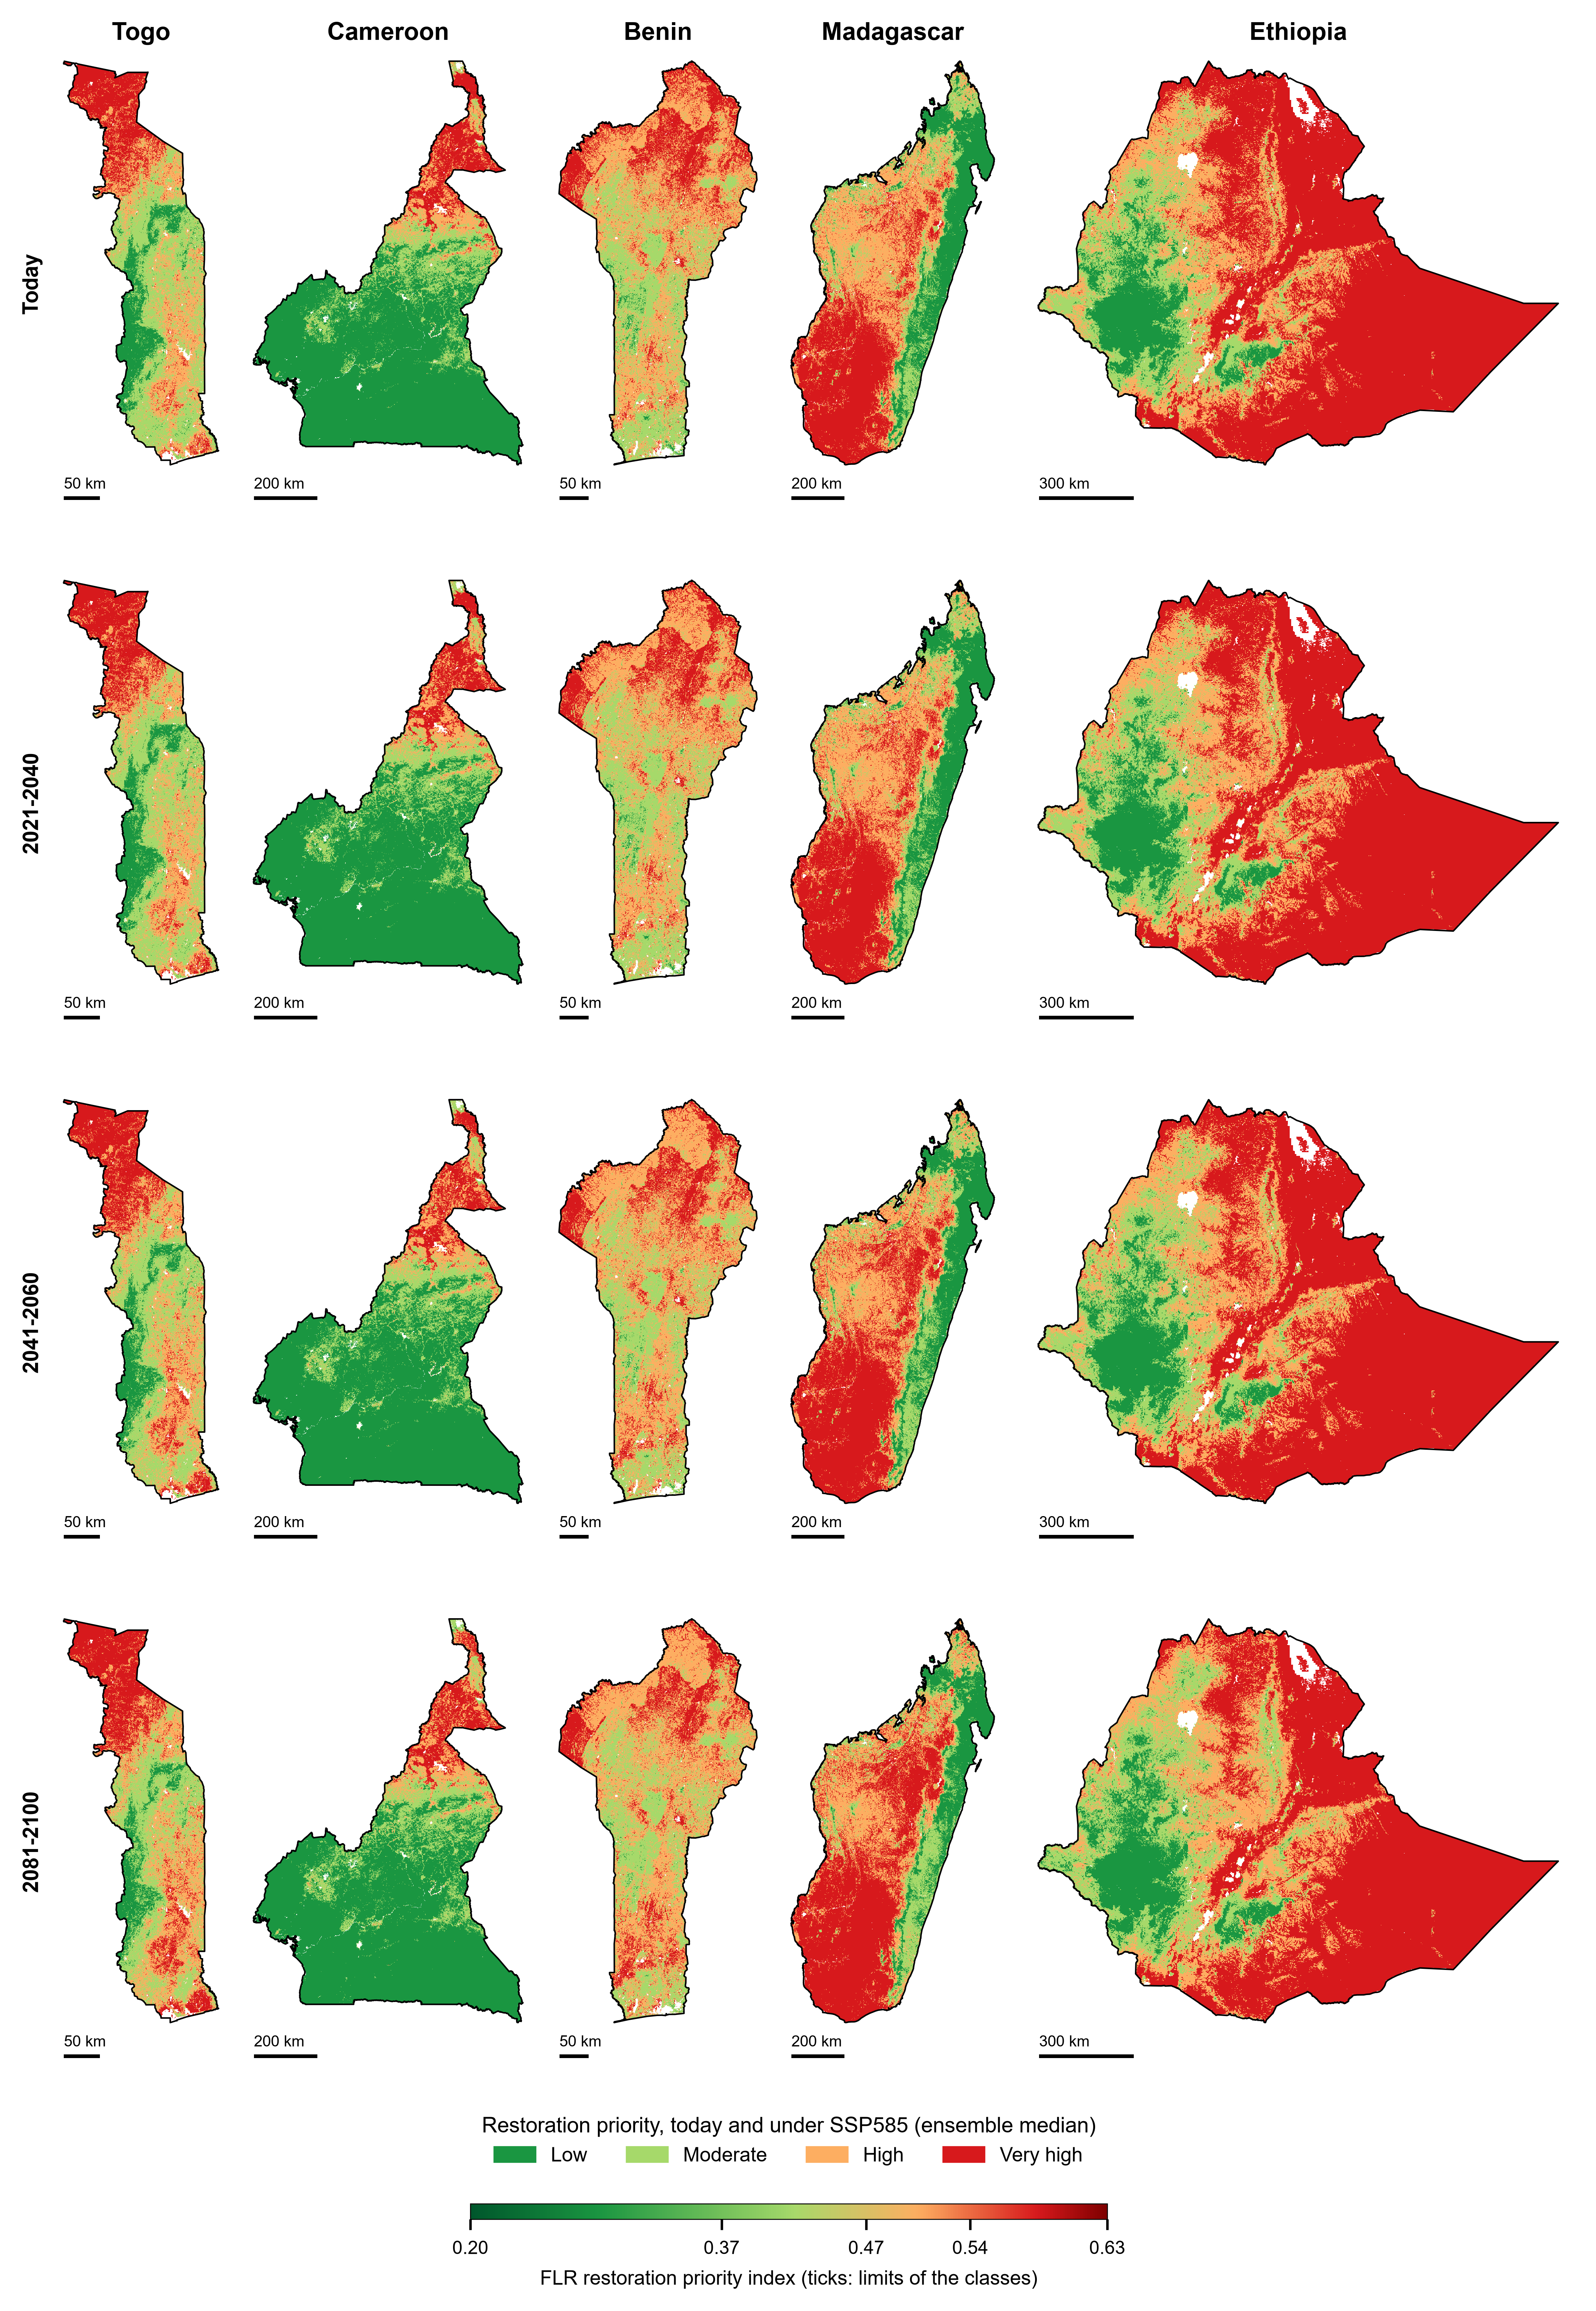 Togo Cameroon Benin Madagascar Ethiopia
Today
50 km 200 km 50 km 200 km 300 km
2021-2040
50 km 200 km 50 km 200 km 300 km
2041-2060
50 km 200 km 50 km 200 km 300 km
2081-2100
50 km 200 km 50 km 200 km 300 km
Restoration priority, today and under SSP585 (ensemble median)
Low Moderate High Very high
0.20 0.37 0.47 0.54 0.63
FLR restoration priority index (ticks: limits of the classes)